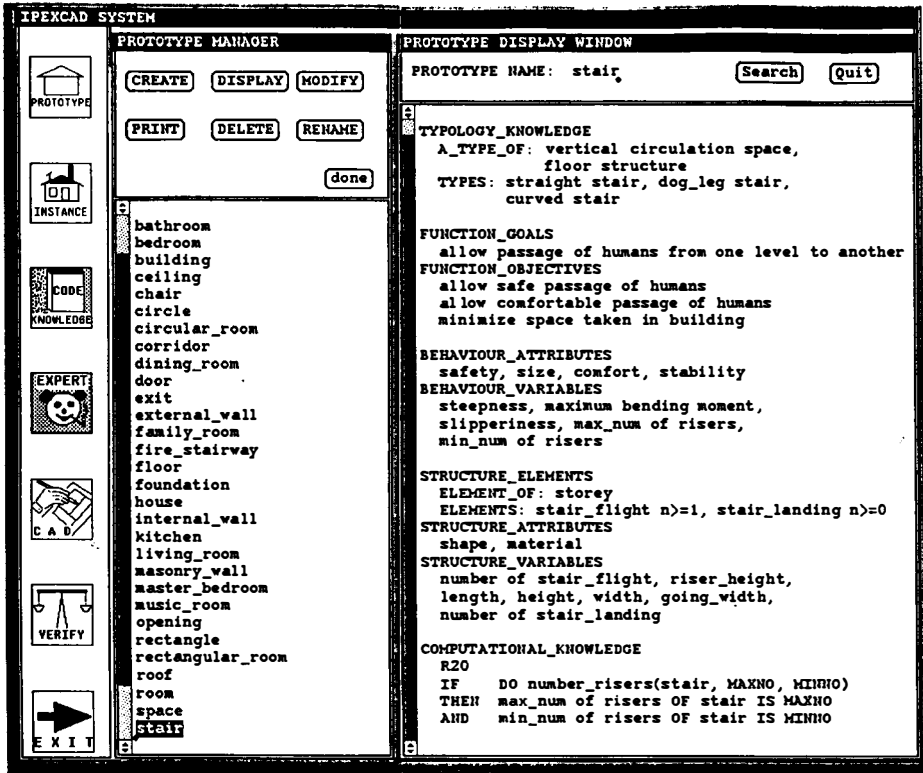 IPEXCAD SYSTEM
PROTOTYPE
INSTANCE
CODE
KNOWLEDGE
EXPERT
CAD
VERIFY
EXIT
PROTOTYPE MANAGER
CREATE DISPLAY MODIFY
PRINT DELETE RENAME
done
bathroom
bedroom
building
ceiling
chair
circle
circular_room
corridor
dining_room
door
exit
external_wall
family_room
fire_stairway
floor
foundation
house
internal_wall
kitchen
living_room
masonry_wall
master_bedroom
music_room
opening
rectangle
rectangular_room
roof
room
space
stair
PROTOTYPE DISPLAY WINDOW
PROTOTYPE NAME: stair Search Quit
TYPOLOGY_KNOWLEDGE
A_TYPE_OF: vertical circulation space,
floor structure
TYPES: straight stair, dog_leg stair,
curved stair
FUNCTION_GOALS
allow passage of humans from one level to another
FUNCTION_OBJECTIVES
allow safe passage of humans
allow comfortable passage of humans
minimize space taken in building
BEHAVIOUR_ATTRIBUTES
safety, size, comfort, stability
BEHAVIOUR_VARIABLES
steepness, maximum bending moment,
slipperiness, max_num of risers,
min_num of risers
STRUCTURE_ELEMENTS
ELEMENT_OF: storey
ELEMENTS: stair_flight n>=1, stair_landing n>=0
STRUCTURE_ATTRIBUTES
shape, material
STRUCTURE_VARIABLES
number of stair_flight, riser_height,
length, height, width, going_width,
number of stair_landing
COMPUTATIONAL_KNOWLEDGE
R20
IF DO number_risers(stair, MAXNO, MINNO)
THEN max_num of risers OF stair IS MAXNO
AND min_num of risers OF stair IS MINNO